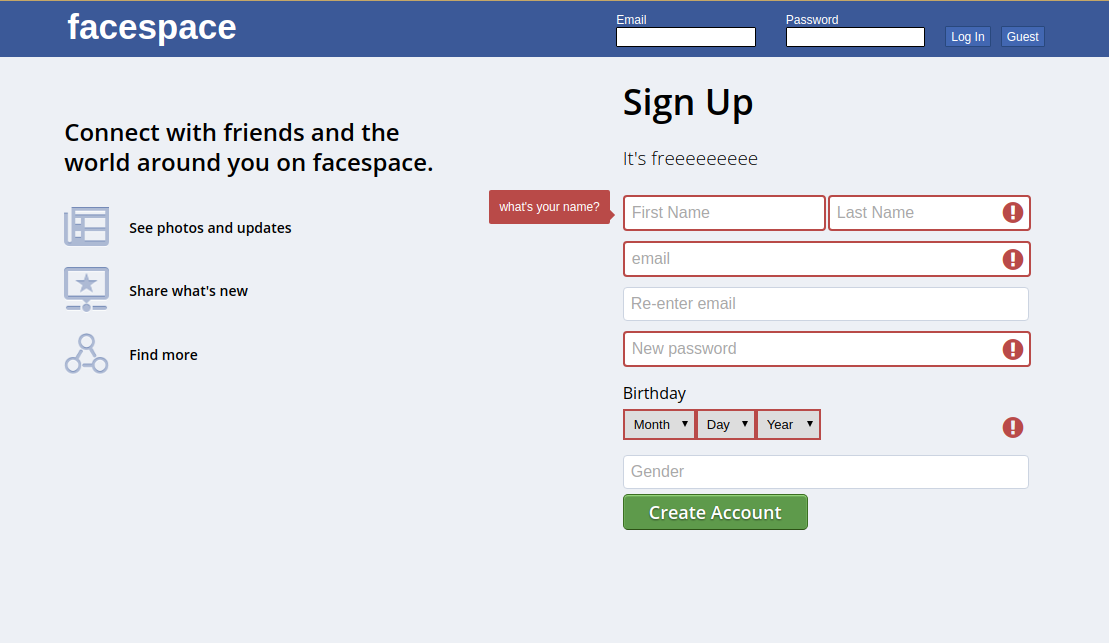 facespace
Email
Password
Log In
Guest
Connect with friends and the
world around you on facespace.
See photos and updates
Share what's new
Find more
Sign Up
It's freeeeeeeeee
what's your name?
First Name
Last Name
email
Re-enter email
New password
Birthday
Month
Day
Year
Gender
Create Account